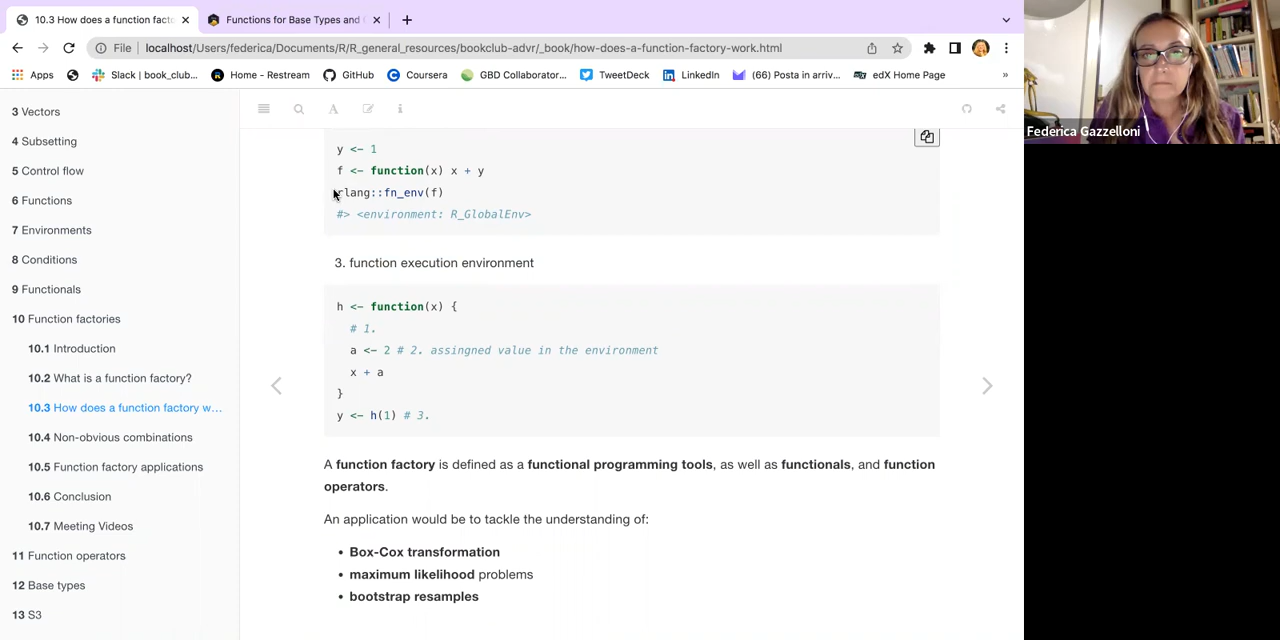 10.3 How does a function facto
Functions for Base Types and
File
localhost/Users/federica/Documents/R/R_general_resources/bookclub-advr/_book/how-does-a-function-factory-work.html
Apps
Slack | book_club...
Home - Restream
GitHub
Coursera
GBD Collaborator...
TweetDeck
LinkedIn
(66) Posta in arriv...
edX Home Page
»
3 Vectors
4 Subsetting
5 Control flow
6 Functions
7 Environments
8 Conditions
9 Functionals
10 Function factories
10.1 Introduction
10.2 What is a function factory?
10.3 How does a function factory w...
10.4 Non-obvious combinations
10.5 Function factory applications
10.6 Conclusion
10.7 Meeting Videos
11 Function operators
12 Base types
13 S3
y <- 1
f <- function(x) x + y
rlang::fn_env(f)
#> <environment: R_GlobalEnv>
3. function execution environment
h <- function(x) {
# 1.
a <- 2 # 2. assingned value in the environment
x + a
}
y <- h(1) # 3.
A function factory is defined as a functional programming tools, as well as functionals, and function
operators.
An application would be to tackle the understanding of:
• Box-Cox transformation
• maximum likelihood problems
• bootstrap resamples
Federica Gazzelloni